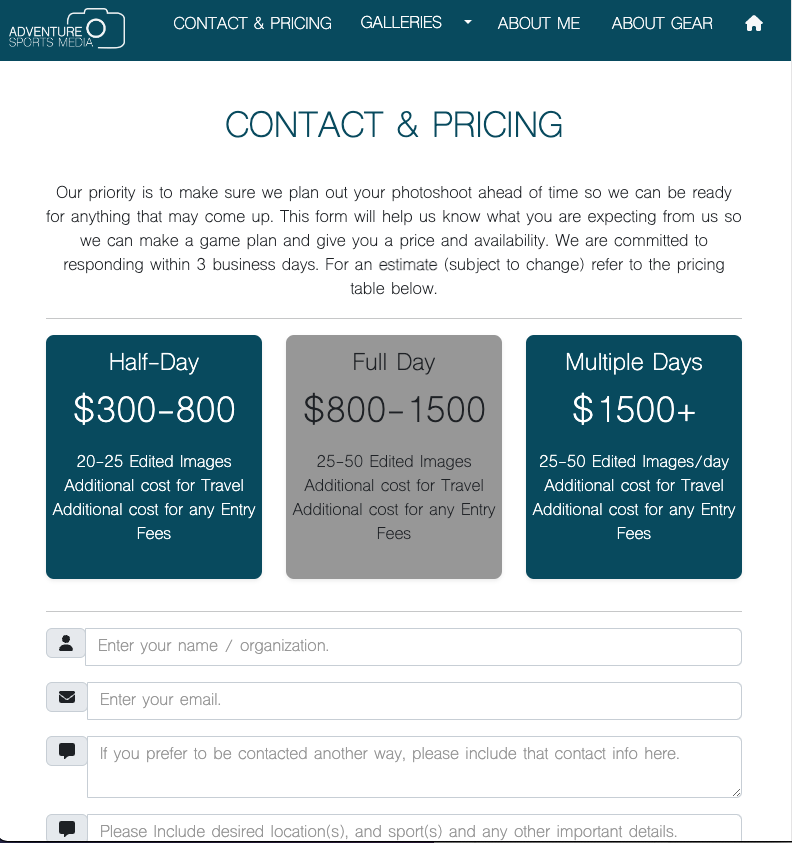 ADVENTURE
SPORTS MEDIA
CONTACT & PRICING GALLERIES ABOUT ME ABOUT GEAR
CONTACT & PRICING
Our priority is to make sure we plan out your photoshoot ahead of time so we can be ready
for anything that may come up. This form will help us know what you are expecting from us so
we can make a game plan and give you a price and availability. We are committed to
responding within 3 business days. For an estimate (subject to change) refer to the pricing
table below.
Half-Day
$300-800
20-25 Edited Images
Additional cost for Travel
Additional cost for any Entry
Fees
Full Day
$800-1500
25-50 Edited Images
Additional cost for Travel
Additional cost for any Entry
Fees
Multiple Days
$1500+
25-50 Edited Images/day
Additional cost for Travel
Additional cost for any Entry
Fees
Enter your name / organization.
Enter your email.
If you prefer to be contacted another way, please include that contact info here.
Please Include desired location(s), and sport(s) and any other important details.